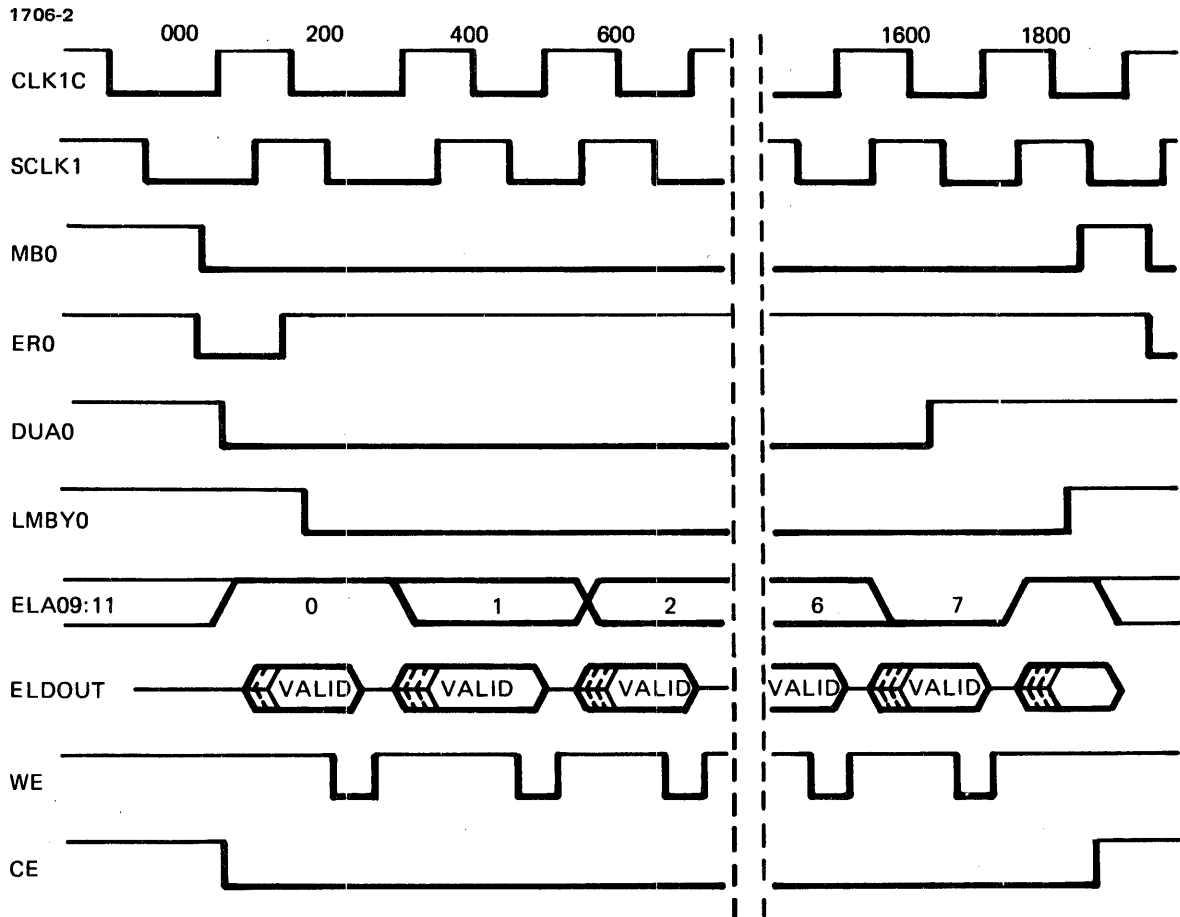 1706-2
000 200 400 600 1600 1800
CLK1C
SCLK1
MB0
ER0
DUA0
LMBY0
ELA09:11 0 1 2 6 7
ELDOUT VALID VALID VALID VALID VALID
WE
CE